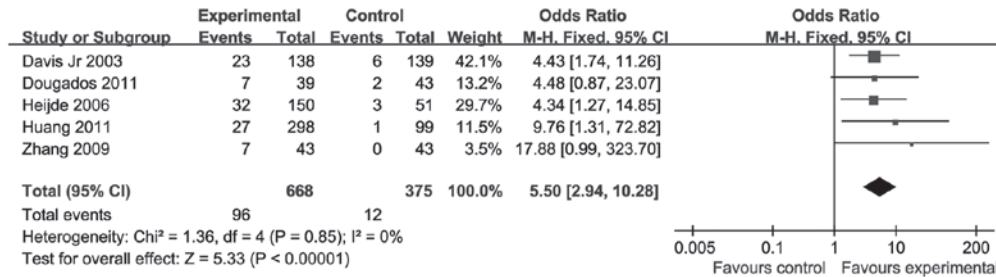 Experimental Control Odds Ratio Odds Ratio
Study or Subgroup Events Total Events Total Weight M-H. Fixed. 95% CI M-H. Fixed. 95% CI
Davis Jr 2003 23 138 6 139 42.1% 4.43 [1.74, 11.26]
Dougados 2011 7 39 2 43 13.2% 4.48 [0.87, 23.07]
Heijde 2006 32 150 3 51 29.7% 4.34 [1.27, 14.85]
Huang 2011 27 298 1 99 11.5% 9.76 [1.31, 72.82]
Zhang 2009 7 43 0 43 3.5% 17.88 [0.99, 323.70]
Total (95% CI) 668 375 100.0% 5.50 [2.94, 10.28]
Total events 96 12
Heterogeneity: Chi² = 1.36, df = 4 (P = 0.85); I² = 0%
Test for overall effect: Z = 5.33 (P < 0.00001)
0.005 0.1 1 10 200
Favours control Favours experimental